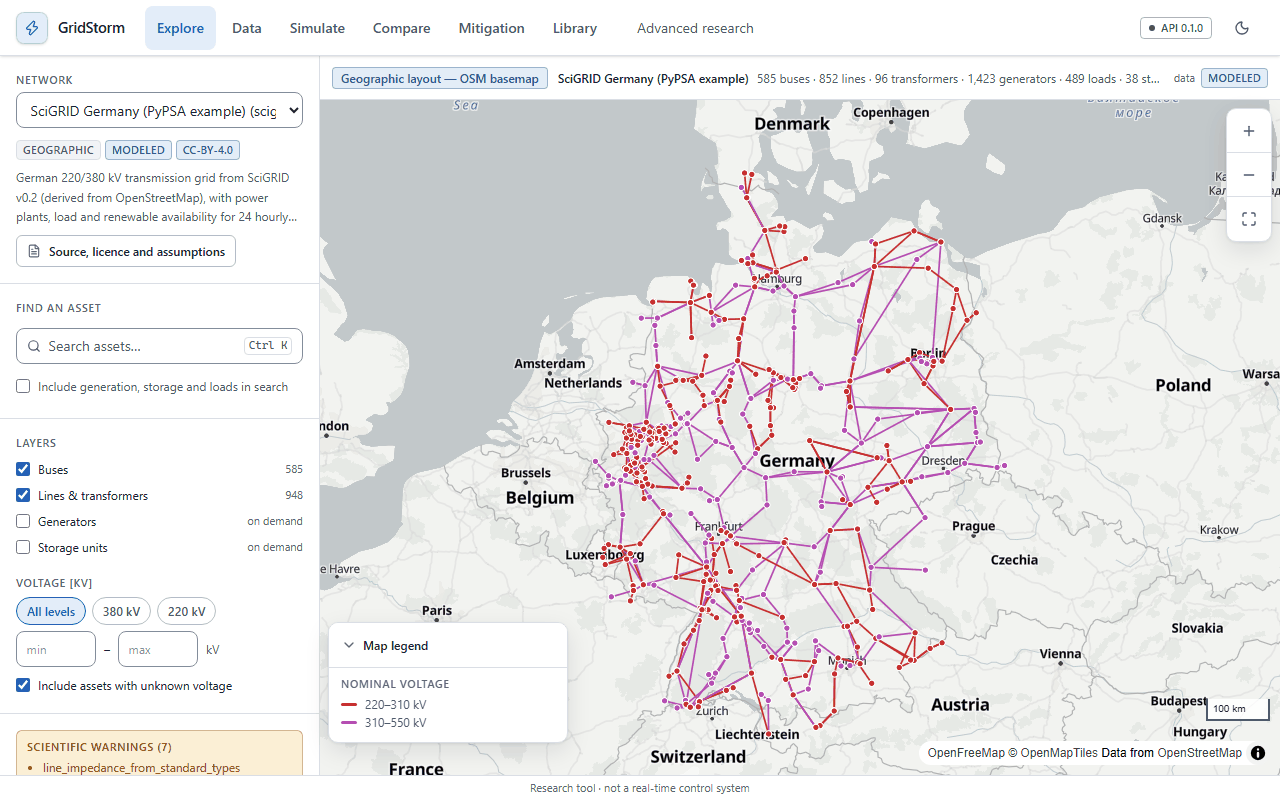 GridStorm
Explore
Data
Simulate
Compare
Mitigation
Library
Advanced research
API 0.1.0
NETWORK
SciGRID Germany (PyPSA example) (scig
GEOGRAPHIC
MODELED
CC-BY-4.0
German 220/380 kV transmission grid from SciGRID
v0.2 (derived from OpenStreetMap), with power
plants, load and renewable availability for 24 hourly...
Source, licence and assumptions
FIND AN ASSET
Search assets...
Ctrl K
Include generation, storage and loads in search
LAYERS
Buses 585
Lines & transformers 948
Generators on demand
Storage units on demand
VOLTAGE [KV]
All levels
380 kV
220 kV
min – max kV
Include assets with unknown voltage
SCIENTIFIC WARNINGS (7)
• line_impedance_from_standard_types
Geographic layout — OSM basemap
SciGRID Germany (PyPSA example)
585 buses · 852 lines · 96 transformers · 1,423 generators · 489 loads · 38 st...
data
MODELED
Sea
Denmark
Copenhagen
море
Gdansk
Hamburg
Berlin
Amsterdam
Netherlands
Poland
Warsa
ndon
Brussels
Belgium
Germany
Dresden
Frankfurt
Prague
Krakow
Czechia
Luxembourg
e Havre
Paris
Slovakia
Vienna
Munich
Austria
Budapest
100 km
Zurich
Liechtenstein
Hungary
Switzerland
France
Map legend
NOMINAL VOLTAGE
220–310 kV
310–550 kV
OpenFreeMap © OpenMapTiles Data from OpenStreetMap
Research tool · not a real-time control system